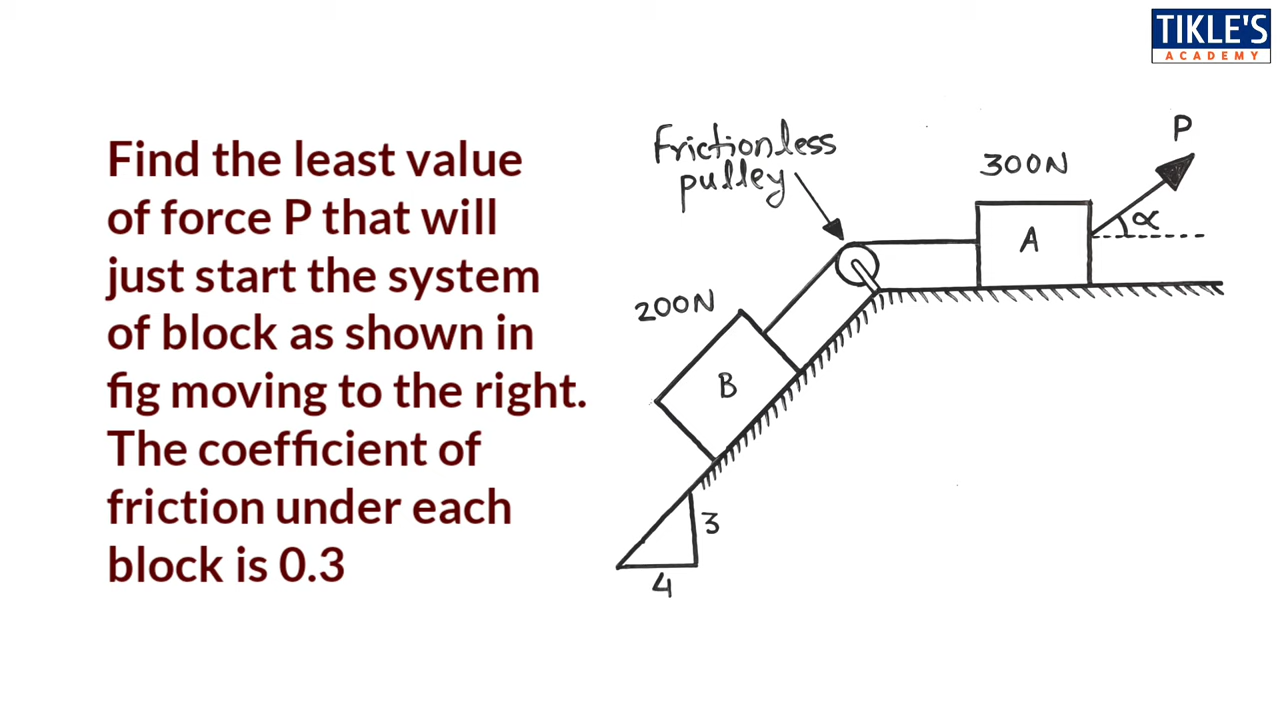 TIKLE'S
ACADEMY
Find the least value
of force P that will
just start the system
of block as shown in
fig moving to the right.
The coefficient of
friction under each
block is 0.3
Frictionless
pulley
P
300N
α
A
200N
B
3
4